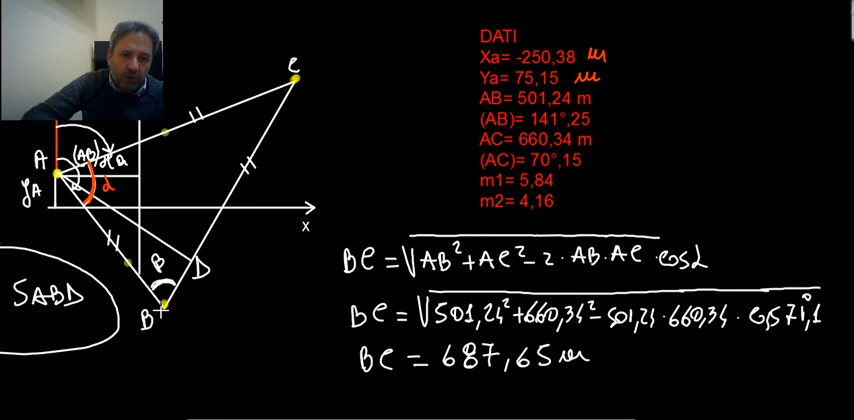 DATI
Xa= -250,38 m
Ya= 75,15 m
AB= 501,24 m
(AB)= 141°,25
AC= 660,34 m
(AC)= 70°,15
m1= 5,84
m2= 4,16
C
A
(AB)
α
D
β
B
x
SABD
BC = √AB² + AC² - 2 · AB · AC · cosα
BC = √501,24² + 660,34² - 501,24 · 660,34 · cos71°,1
BC = 687,65 m